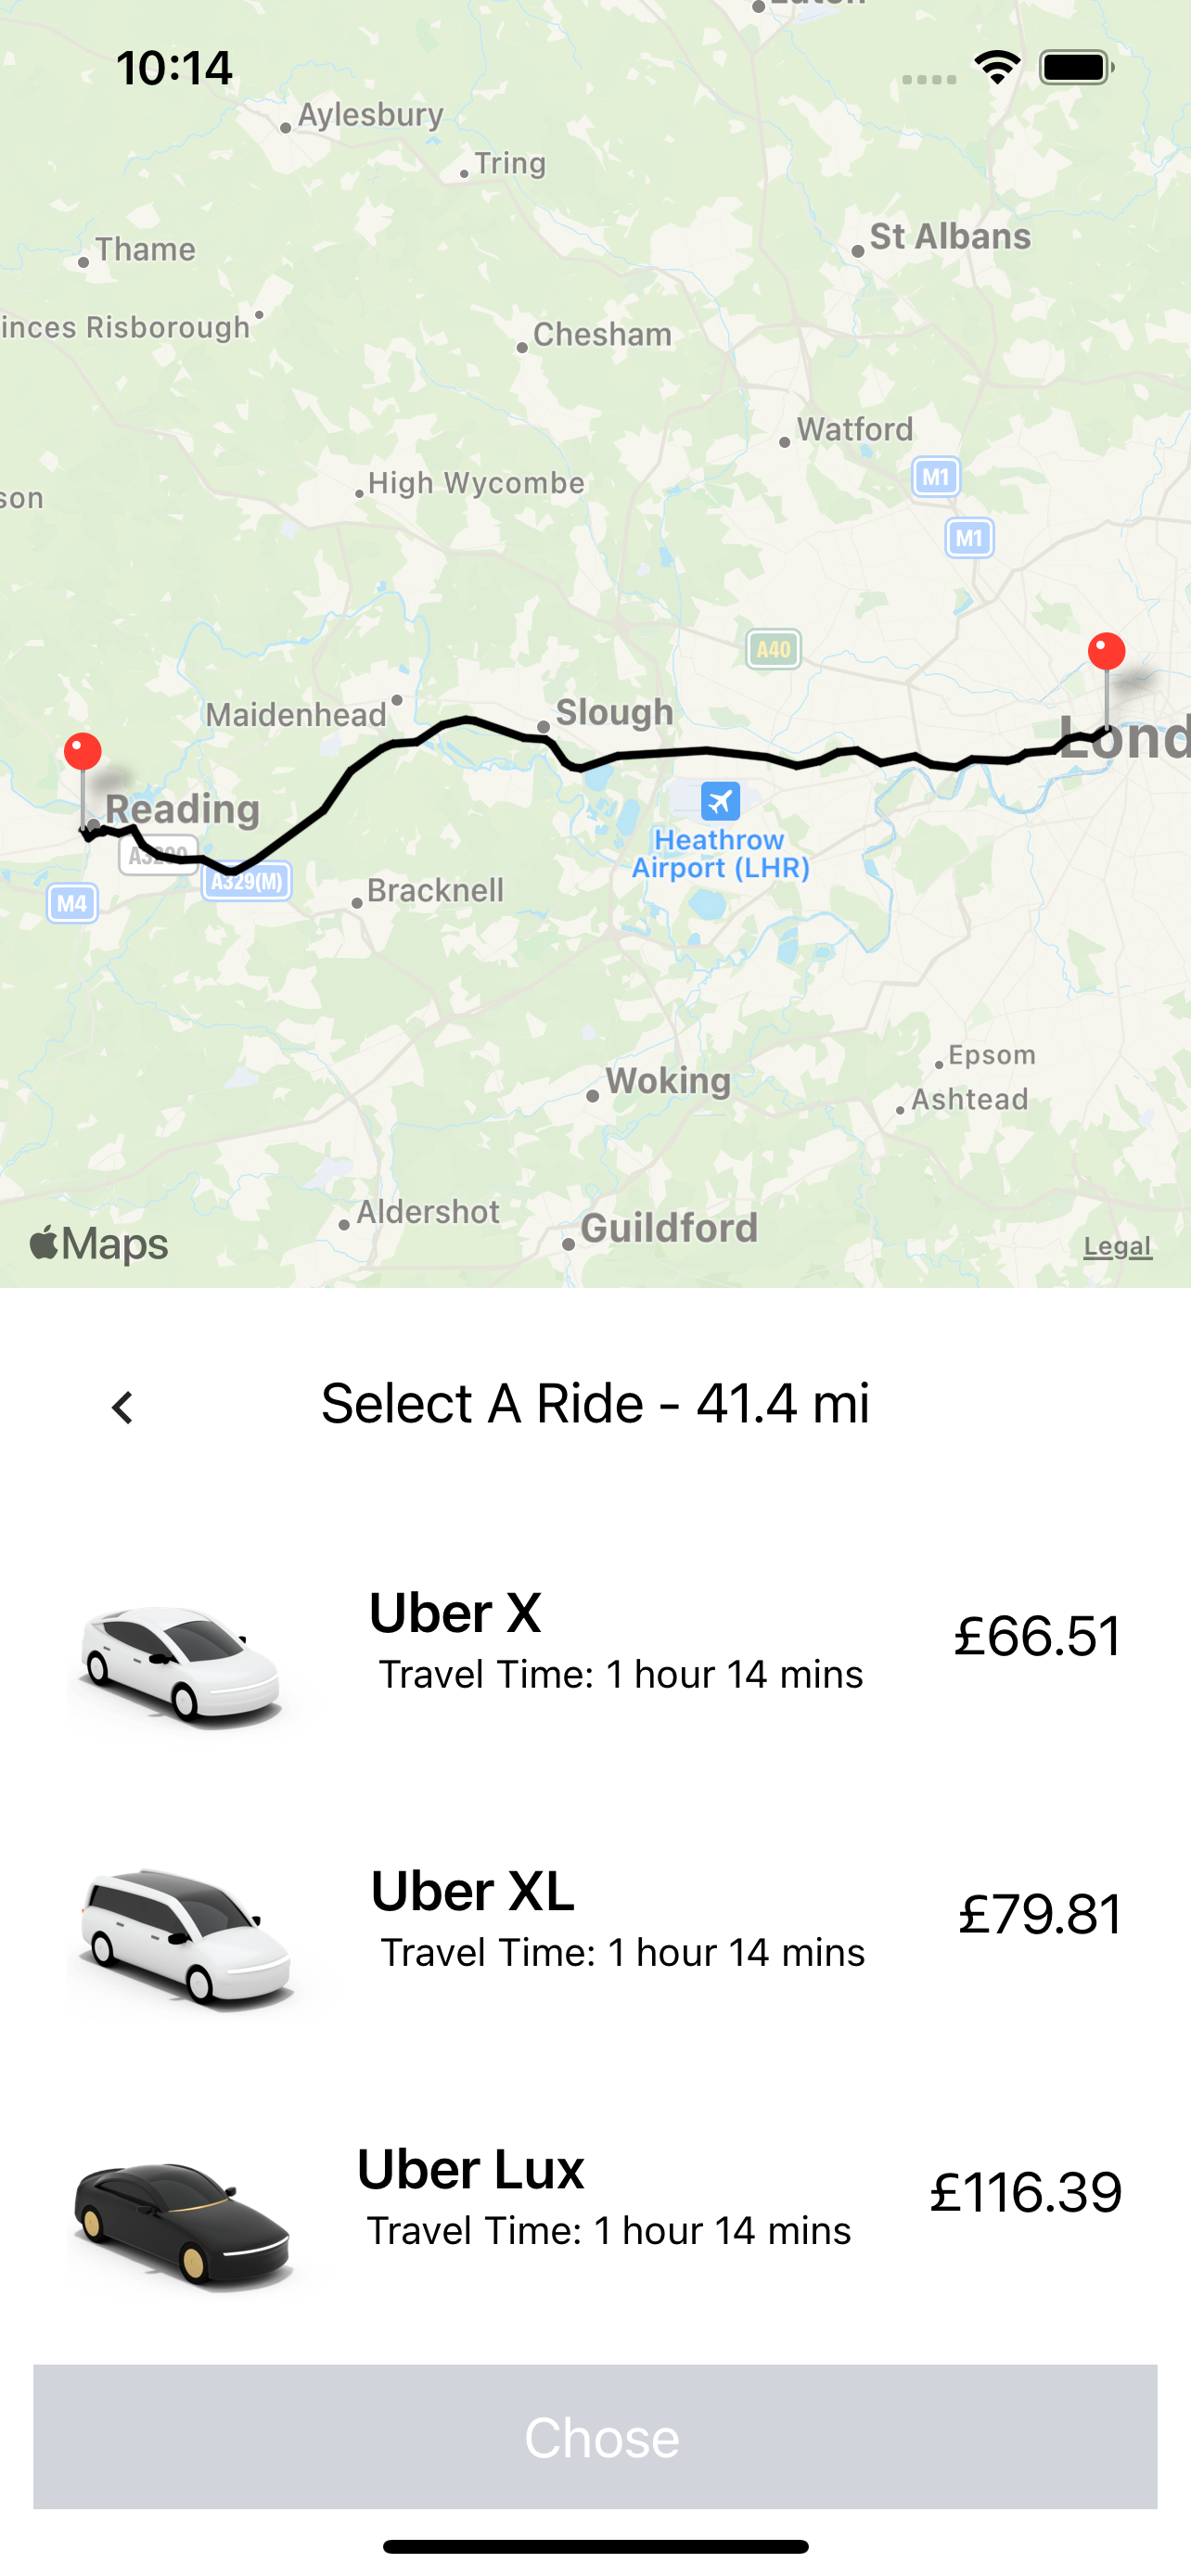 10:14
Aylesbury
Tring
St Albans
Thame
inces Risborough
Chesham
Watford
M1
High Wycombe
son
M1
A40
Maidenhead
Slough
Lond
Reading
Heathrow
Airport (LHR)
A329(M)
Bracknell
M4
Epsom
Woking
Ashtead
Aldershot
Guildford
Maps
Legal
Select A Ride - 41.4 mi
Uber X
£66.51
Travel Time: 1 hour 14 mins
Uber XL
£79.81
Travel Time: 1 hour 14 mins
Uber Lux
£116.39
Travel Time: 1 hour 14 mins
Chose